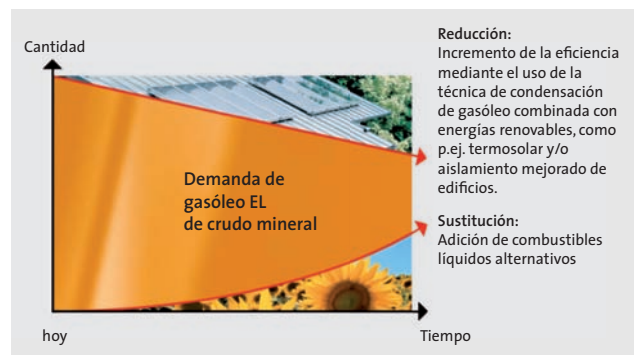 Cantidad
Demanda de
gasóleo EL
de crudo mineral
hoy
Tiempo
Reducción:
Incremento de la eficiencia
mediante el uso de la
técnica de condensación
de gasóleo combinada con
energías renovables, como
p.ej. termosolar y/o
aislamiento mejorado de
edificios.
Sustitución:
Adición de combustibles
líquidos alternativos